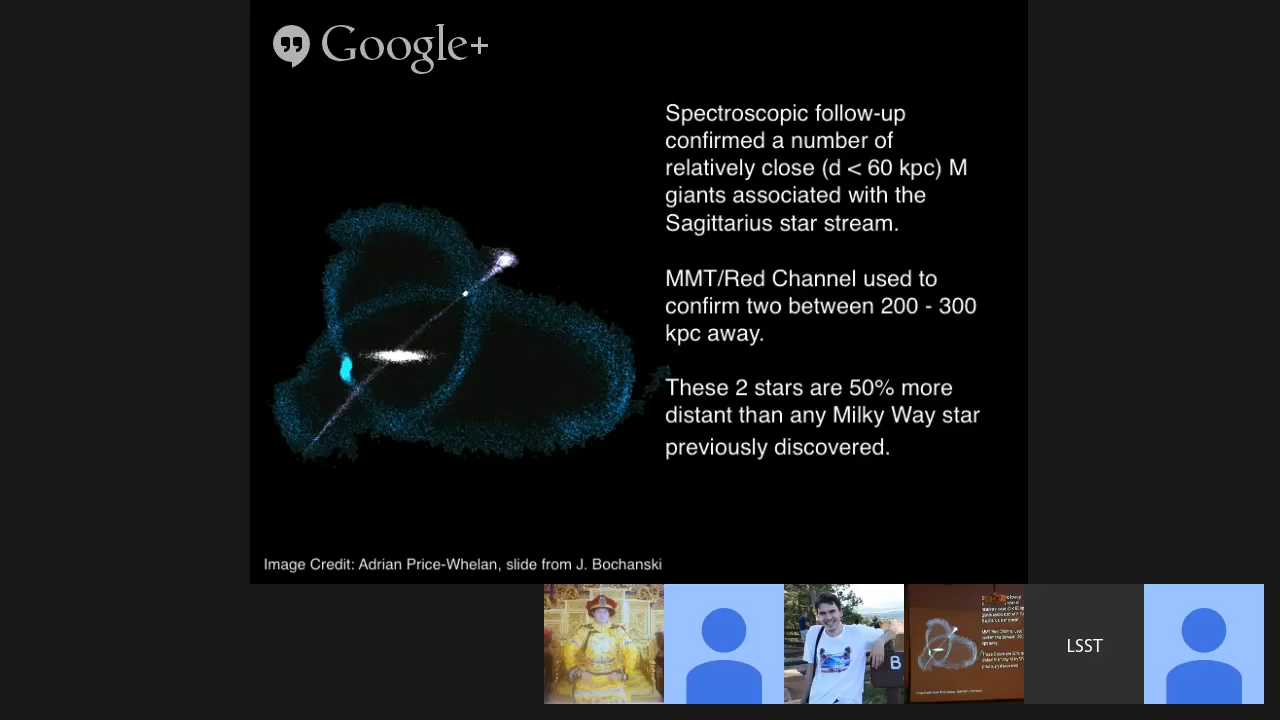 Google+
Spectroscopic follow-up
confirmed a number of
relatively close (d < 60 kpc) M
giants associated with the
Sagittarius star stream.
MMT/Red Channel used to
confirm two between 200 - 300
kpc away.
These 2 stars are 50% more
distant than any Milky Way star
previously discovered.
Image Credit: Adrian Price-Whelan, slide from J. Bochanski
B
LSST